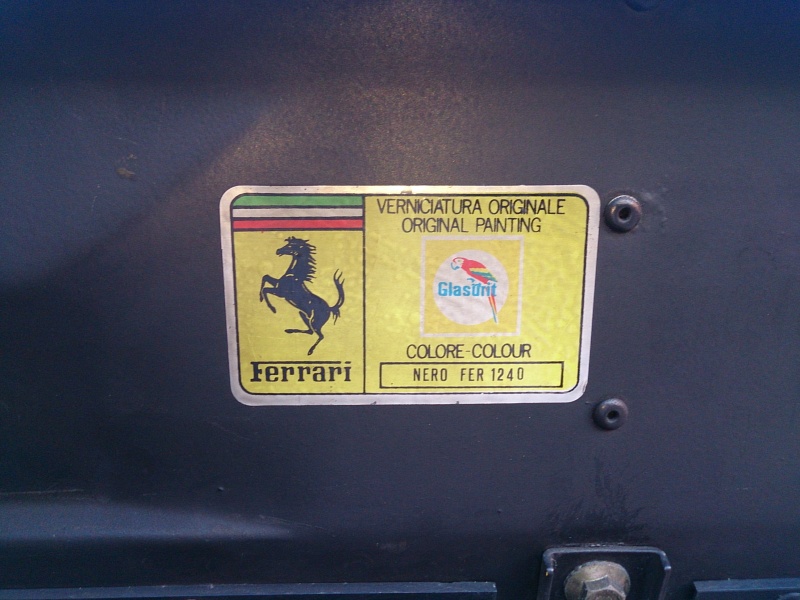 VERNICIATURA ORIGINALE
ORIGINAL PAINTING
Glasurit
COLORE-COLOUR
NERO FER 1240
Ferrari